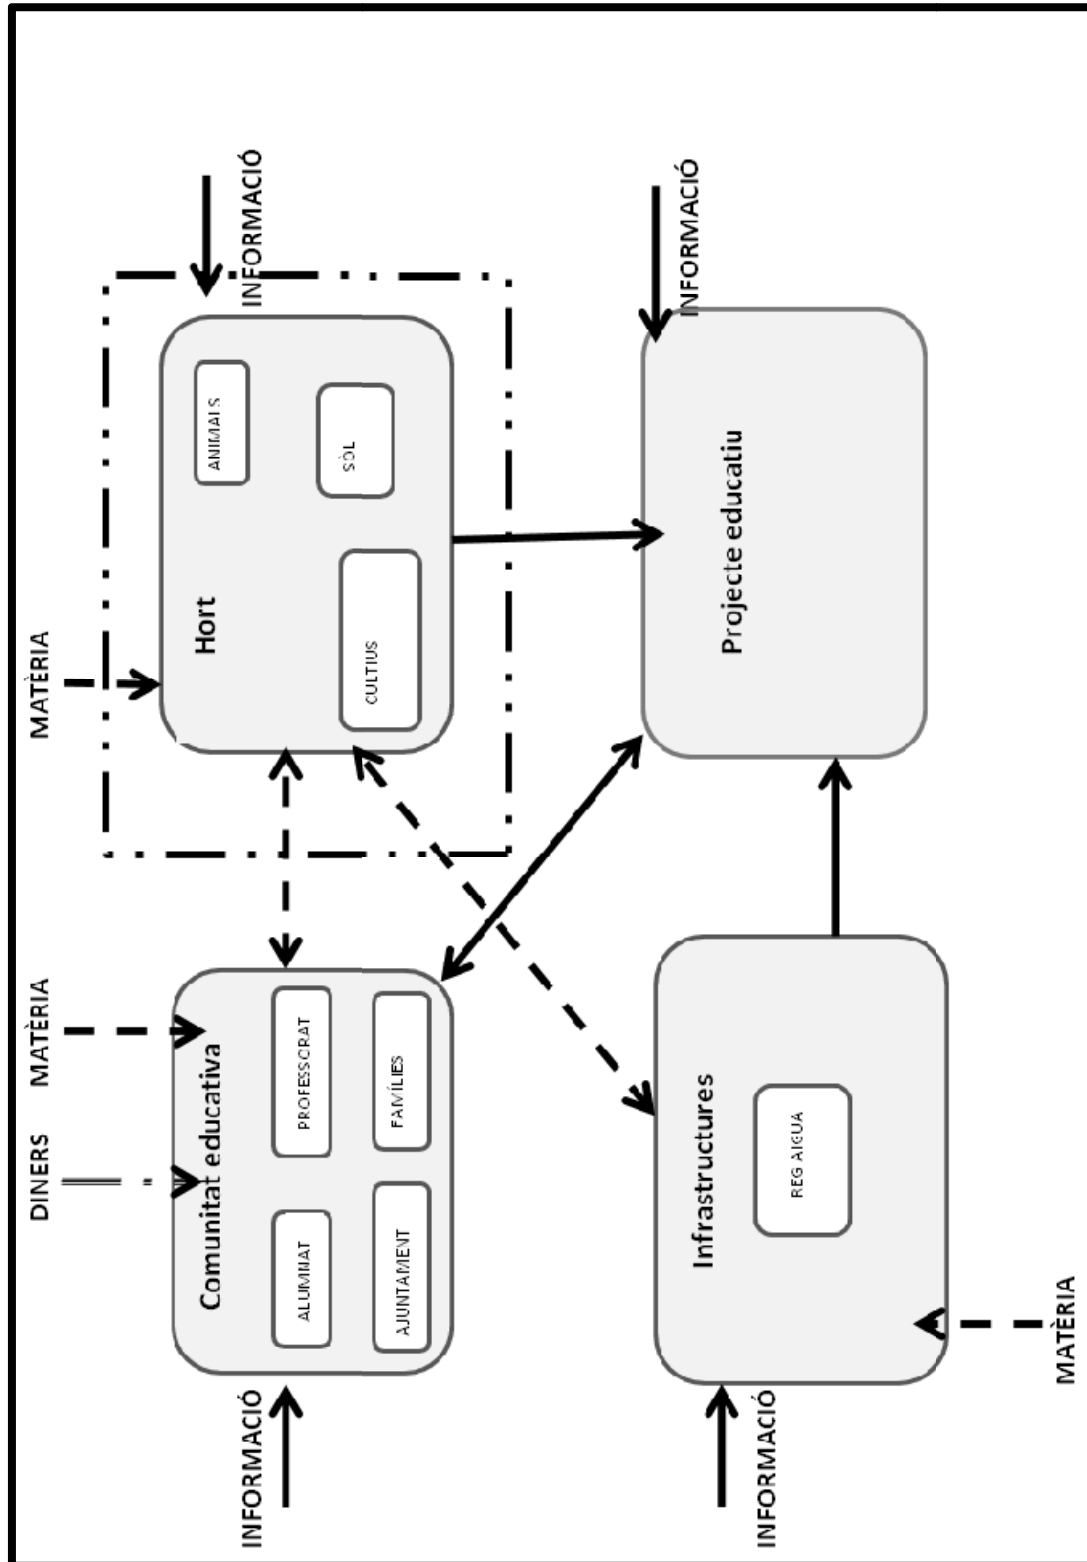 DINERS
MATÈRIA
MATÈRIA
INFORMACIÓ
Comunitat educativa
ALUMNAT
PROFESSORAT
AJUNTAMENT
FAMÍLIES
Hort
ANIMALS
SÒL
CULTIUS
INFORMACIÓ
INFORMACIÓ
Infrastructures
REG AIGUA
Projecte educatiu
INFORMACIÓ
MATÈRIA